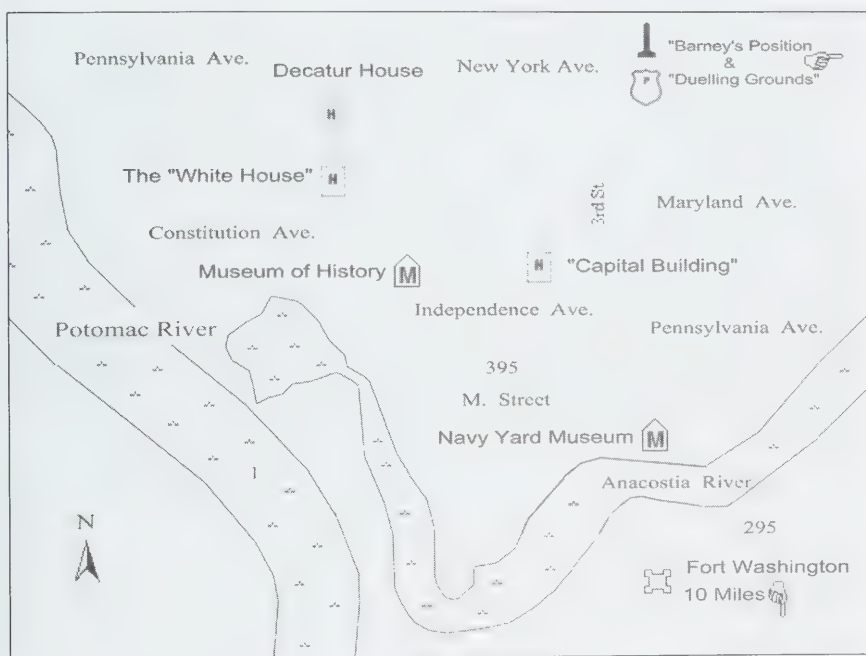 Pennsylvania Ave.
Decatur House
New York Ave.
"Barney's Position
&
"Duelling Grounds"
P
H
The "White House"
H
3rd St
Maryland Ave.
Constitution Ave.
Museum of History
M
H
"Capital Building"
Independence Ave.
Potomac River
Pennsylvania Ave.
395
M. Street
Navy Yard Museum
M
1
Anacostia River
N
295
Fort Washington
10 Miles